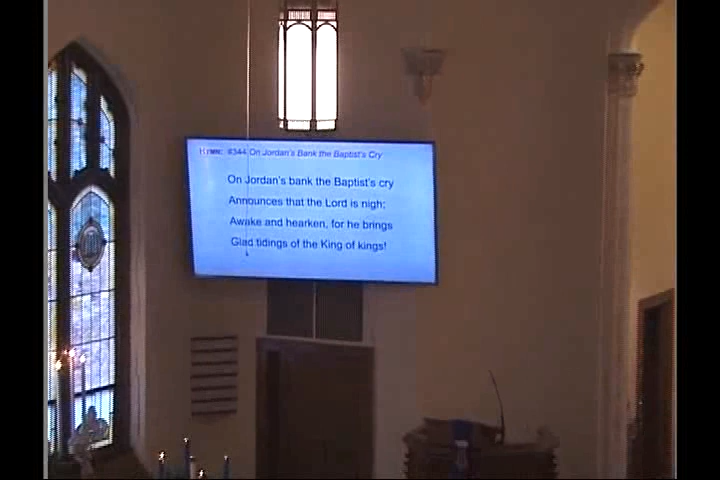 HYMN: #344 On Jordan's Bank the Baptist's Cry
On Jordan's bank the Baptist's cry
Announces that the Lord is nigh;
Awake and hearken, for he brings
Glad tidings of the King of kings!